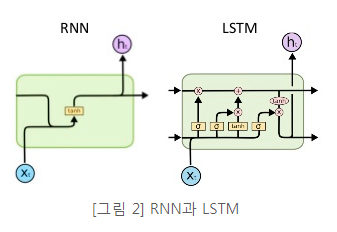 RNN
LSTM
hₜ
hₜ
tanh
× + tanh
× ×
σ σ tanh σ
Xₜ
Xₜ
[그림 2] RNN과 LSTM